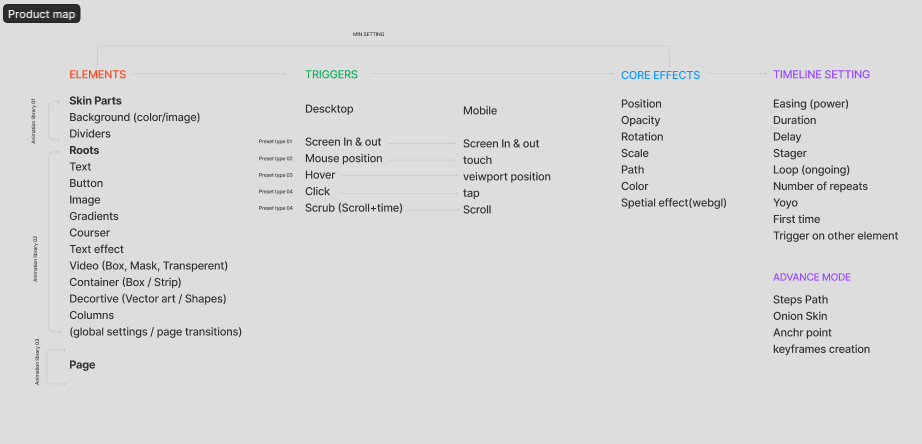 Product map
MIN SETTING
ELEMENTS
Animation library 01
Skin Parts
Background (color/image)
Dividers
Animation library 02
Roots
Text
Button
Image
Gradients
Courser
Text effect
Video (Box, Mask, Transperent)
Container (Box / Strip)
Decortive (Vector art / Shapes)
Columns
(global settings / page transitions)
Animation library 03
Page
TRIGGERS
Descktop
Mobile
Preset type 01 Screen In & out Screen In & out
Preset type 02 Mouse position touch
Preset type 03 Hover veiwport position
Preset type 04 Click tap
Preset type 04 Scrub (Scroll+time) Scroll
CORE EFFECTS
Position
Opacity
Rotation
Scale
Path
Color
Spetial effect(webgl)
TIMELINE SETTING
Easing (power)
Duration
Delay
Stager
Loop (ongoing)
Number of repeats
Yoyo
First time
Trigger on other element
ADVANCE MODE
Steps Path
Onion Skin
Anchr point
keyframes creation